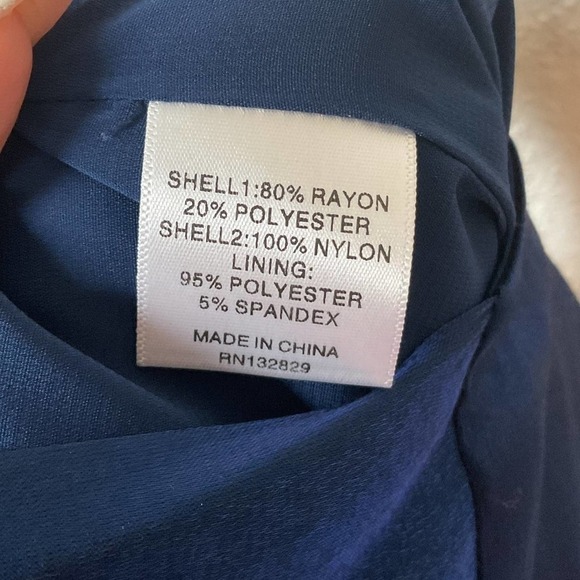 SHELL1:80% RAYON
20% POLYESTER
SHELL2:100% NYLON
LINING:
95% POLYESTER
5% SPANDEX
MADE IN CHINA
RN132829